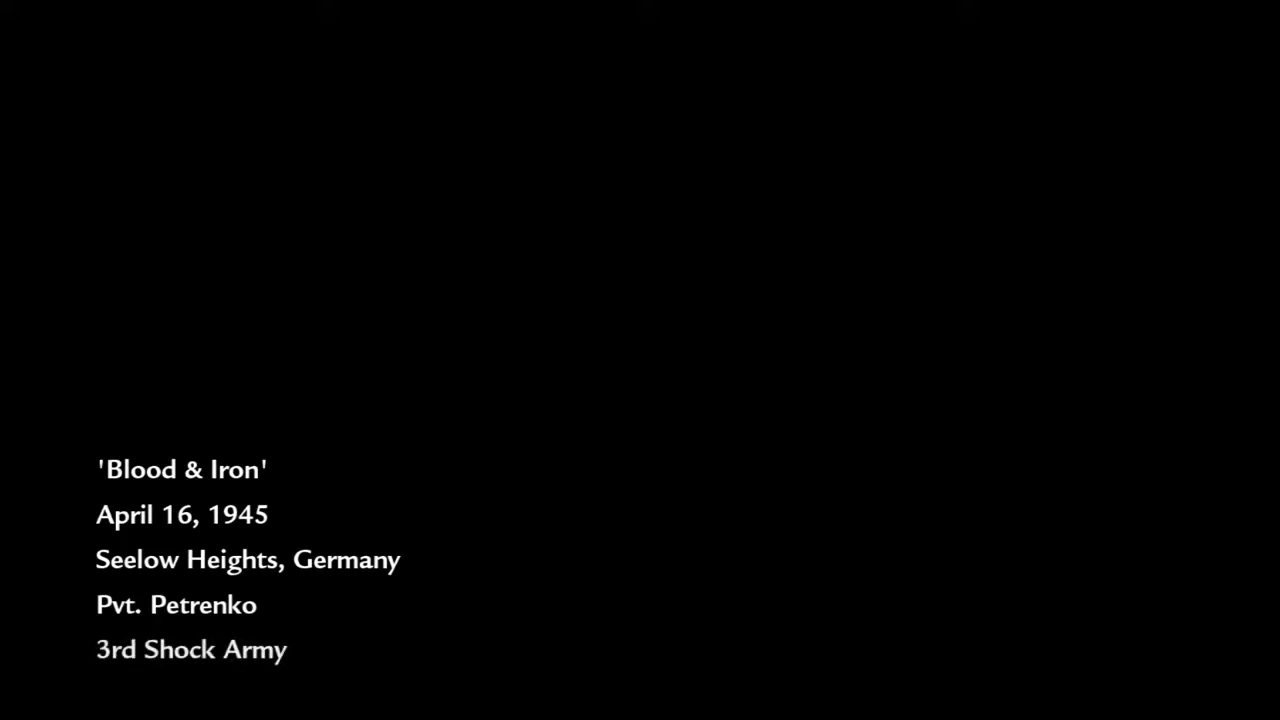 'Blood & Iron'
April 16, 1945
Seelow Heights, Germany
Pvt. Petrenko
3rd Shock Army